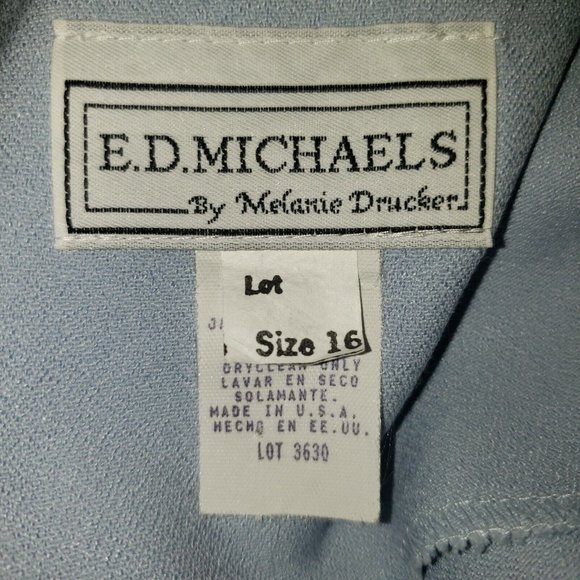 E.D.MICHAELS
By Melanie Drucker
Lot
Size 16
DRYCLEAN ONLY
LAVAR EN SECO
SOLAMANTE.
MADE IN U.S.A.
HECHO EN EE.UU.
LOT 3630